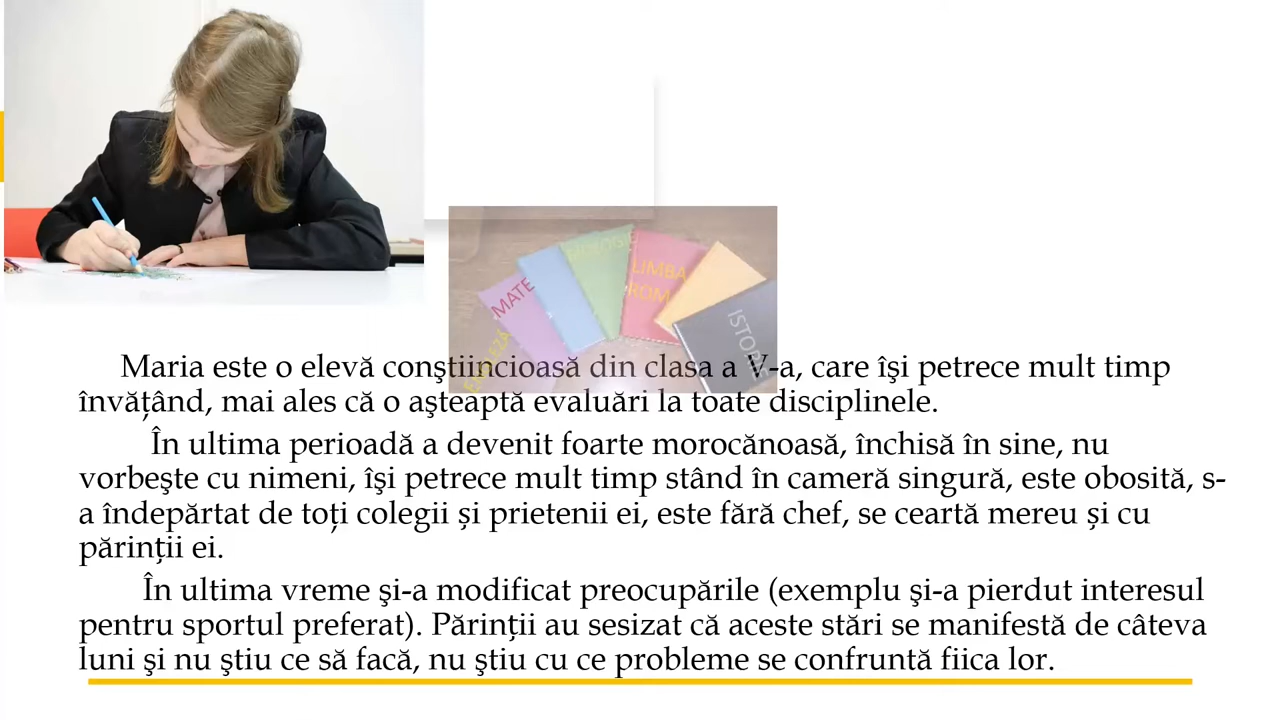 MATE
BIOLOGIE
LIMBA
ROM
ISTORIE
ENGLEZĂ
Maria este o elevă conştiincioasă din clasa a V-a, care îşi petrece mult timp
învățând, mai ales că o aşteaptă evaluări la toate disciplinele.
În ultima perioadă a devenit foarte morocănoasă, închisă în sine, nu
vorbeşte cu nimeni, îşi petrece mult timp stând în cameră singură, este obosită, s-
a îndepărtat de toți colegii și prietenii ei, este fără chef, se ceartă mereu și cu
părinții ei.
În ultima vreme şi-a modificat preocupările (exemplu şi-a pierdut interesul
pentru sportul preferat). Părinții au sesizat că aceste stări se manifestă de câteva
luni şi nu ştiu ce să facă, nu ştiu cu ce probleme se confruntă fiica lor.